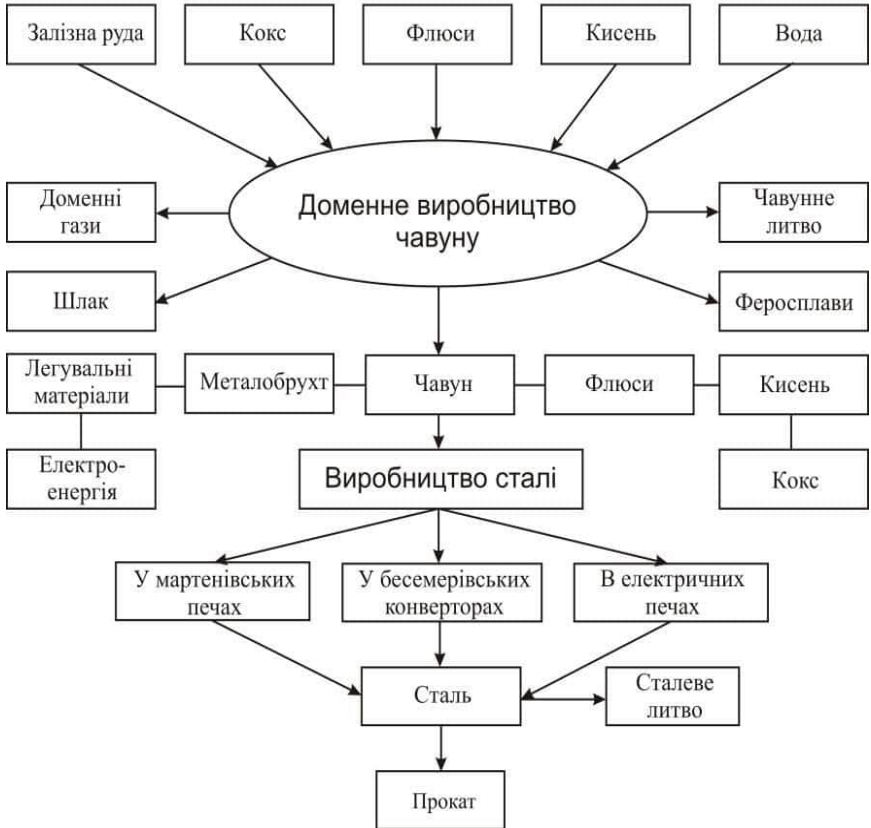 Залізна руда
Кокс
Флюси
Кисень
Вода
Доменне виробництво
чавуну
Доменні
гази
Чавунне
литво
Шлак
Феросплави
Легувальні
матеріали
Металобрухт
Чавун
Флюси
Кисень
Електро-
енергія
Виробництво сталі
Кокс
У мартенівських
печах
У бесемерівських
конверторах
В електричних
печах
Сталь
Сталеве
литво
Прокат